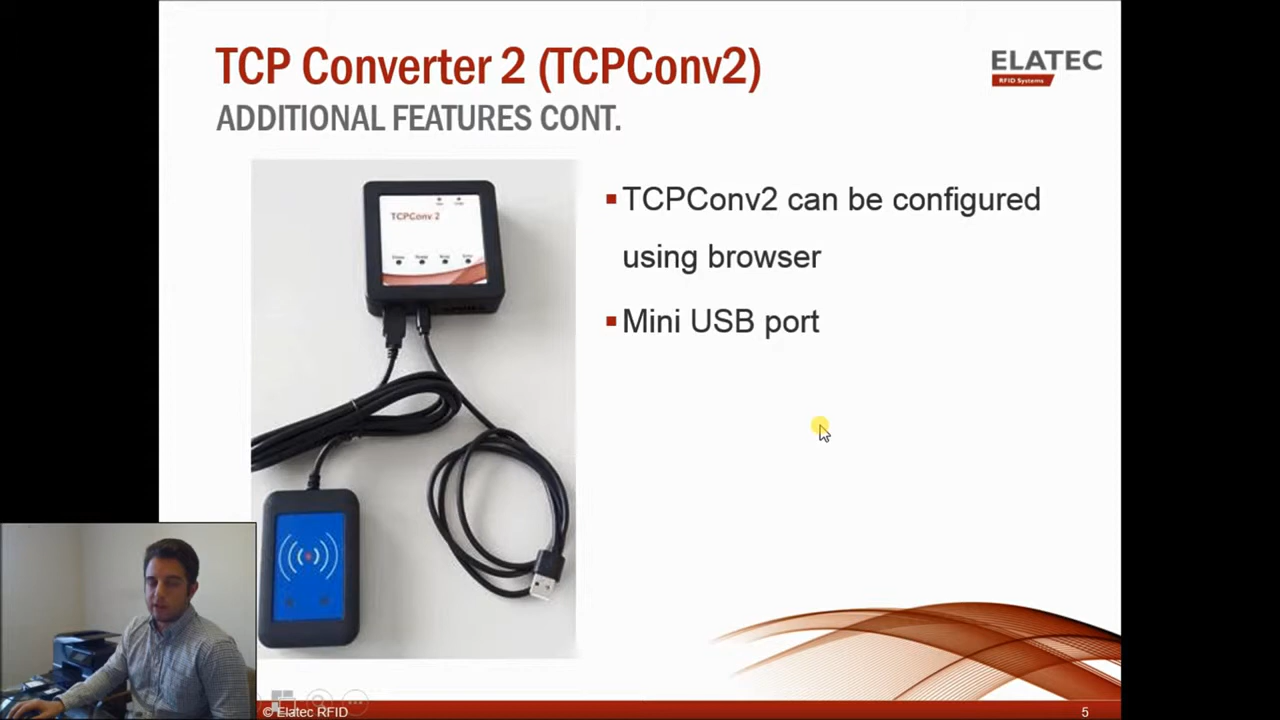 TCP Converter 2 (TCPConv2)
ELATEC
RFID Systems
ADDITIONAL FEATURES CONT.
TCPConv2 can be configured
using browser
Mini USB port
TCPConv 2
© Elatec RFID
5